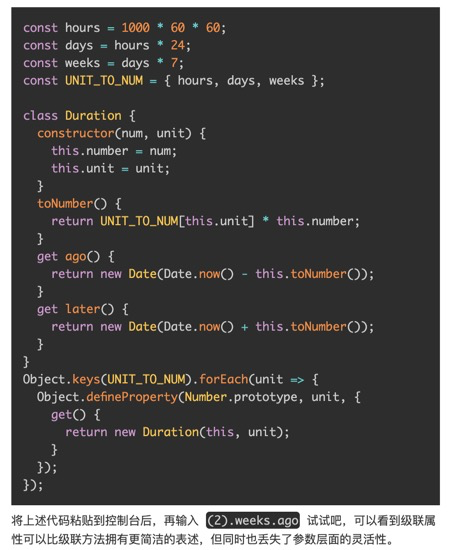 const hours = 1000 * 60 * 60;
const days = hours * 24;
const weeks = days * 7;
const UNIT_TO_NUM = { hours, days, weeks };

class Duration {
  constructor(num, unit) {
    this.number = num;
    this.unit = unit;
  }
  toNumber() {
    return UNIT_TO_NUM[this.unit] * this.number;
  }
  get ago() {
    return new Date(Date.now() - this.toNumber());
  }
  get later() {
    return new Date(Date.now() + this.toNumber());
  }
}
Object.keys(UNIT_TO_NUM).forEach(unit => {
  Object.defineProperty(Number.prototype, unit, {
    get() {
      return new Duration(this, unit);
    }
  });
});
将上述代码粘贴到控制台后，再输入 (2).weeks.ago 试试吧，可以看到级联属
性可以比级联方法拥有更简洁的表述，但同时也丢失了参数层面的灵活性。